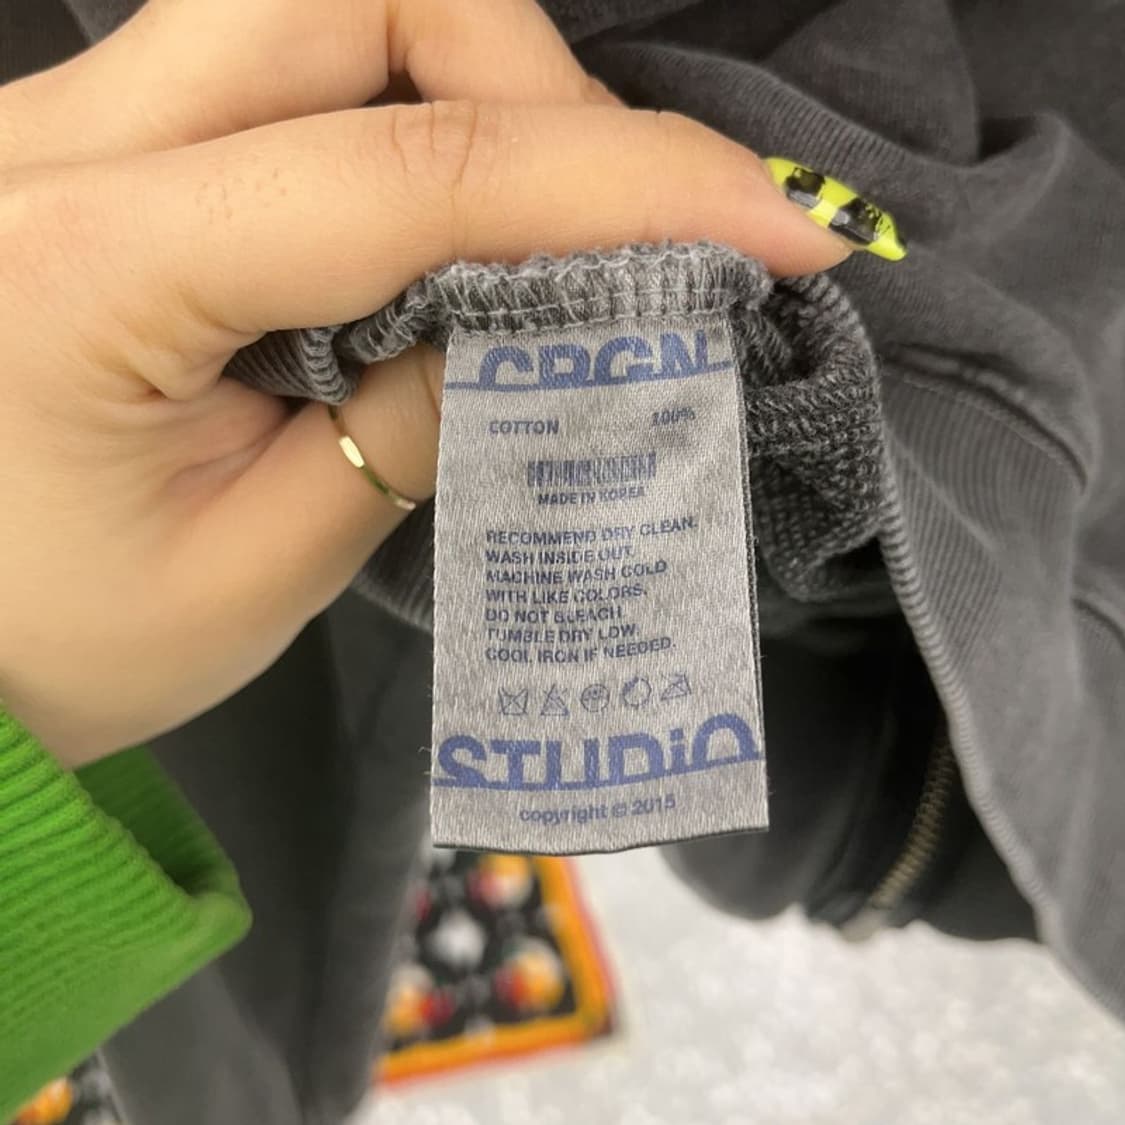 CRGN
COTTON 100%
MADE IN KOREA
RECOMMEND DRY CLEAN.
WASH INSIDE OUT.
MACHINE WASH COLD
WITH LIKE COLORS.
DO NOT BLEACH.
TUMBLE DRY LOW.
COOL IRON IF NEEDED.
STUDiO
copyright © 2015